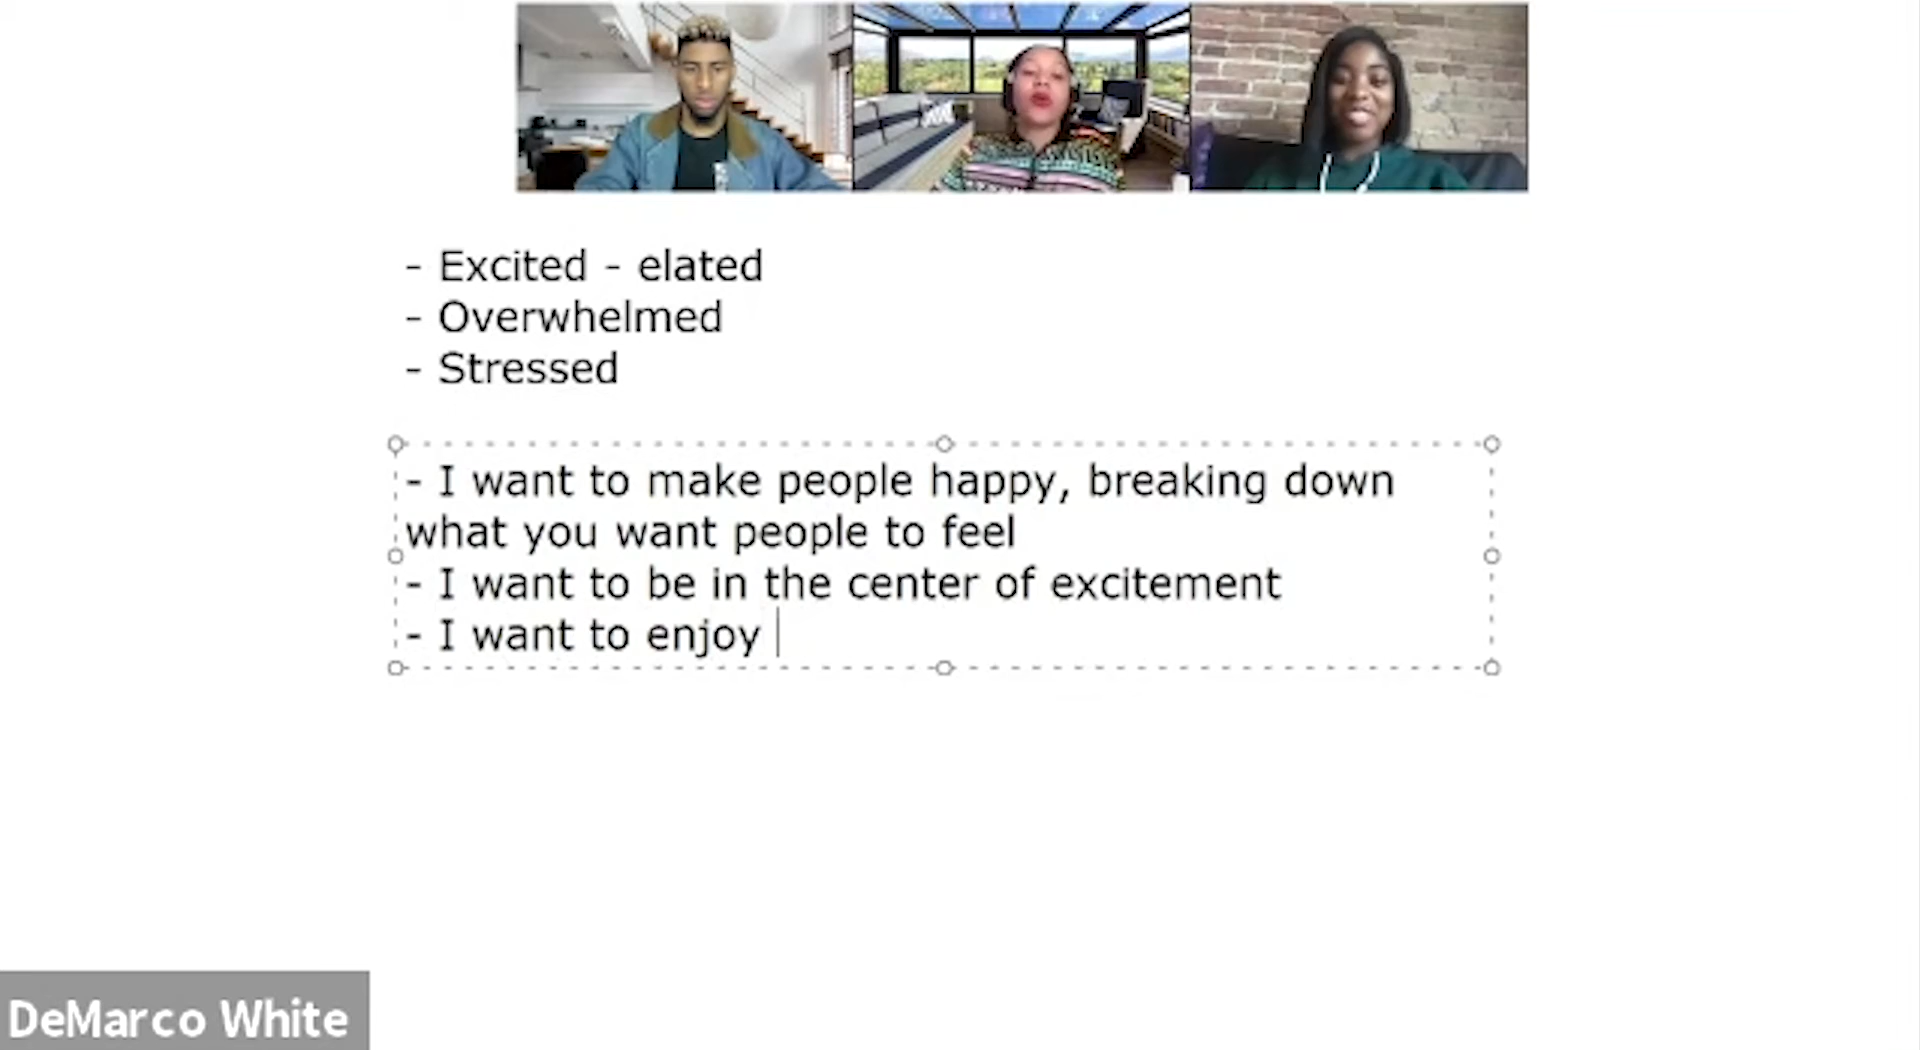 - Excited - elated
- Overwhelmed
- Stressed
- I want to make people happy, breaking down
what you want people to feel
- I want to be in the center of excitement
- I want to enjoy
DeMarco White